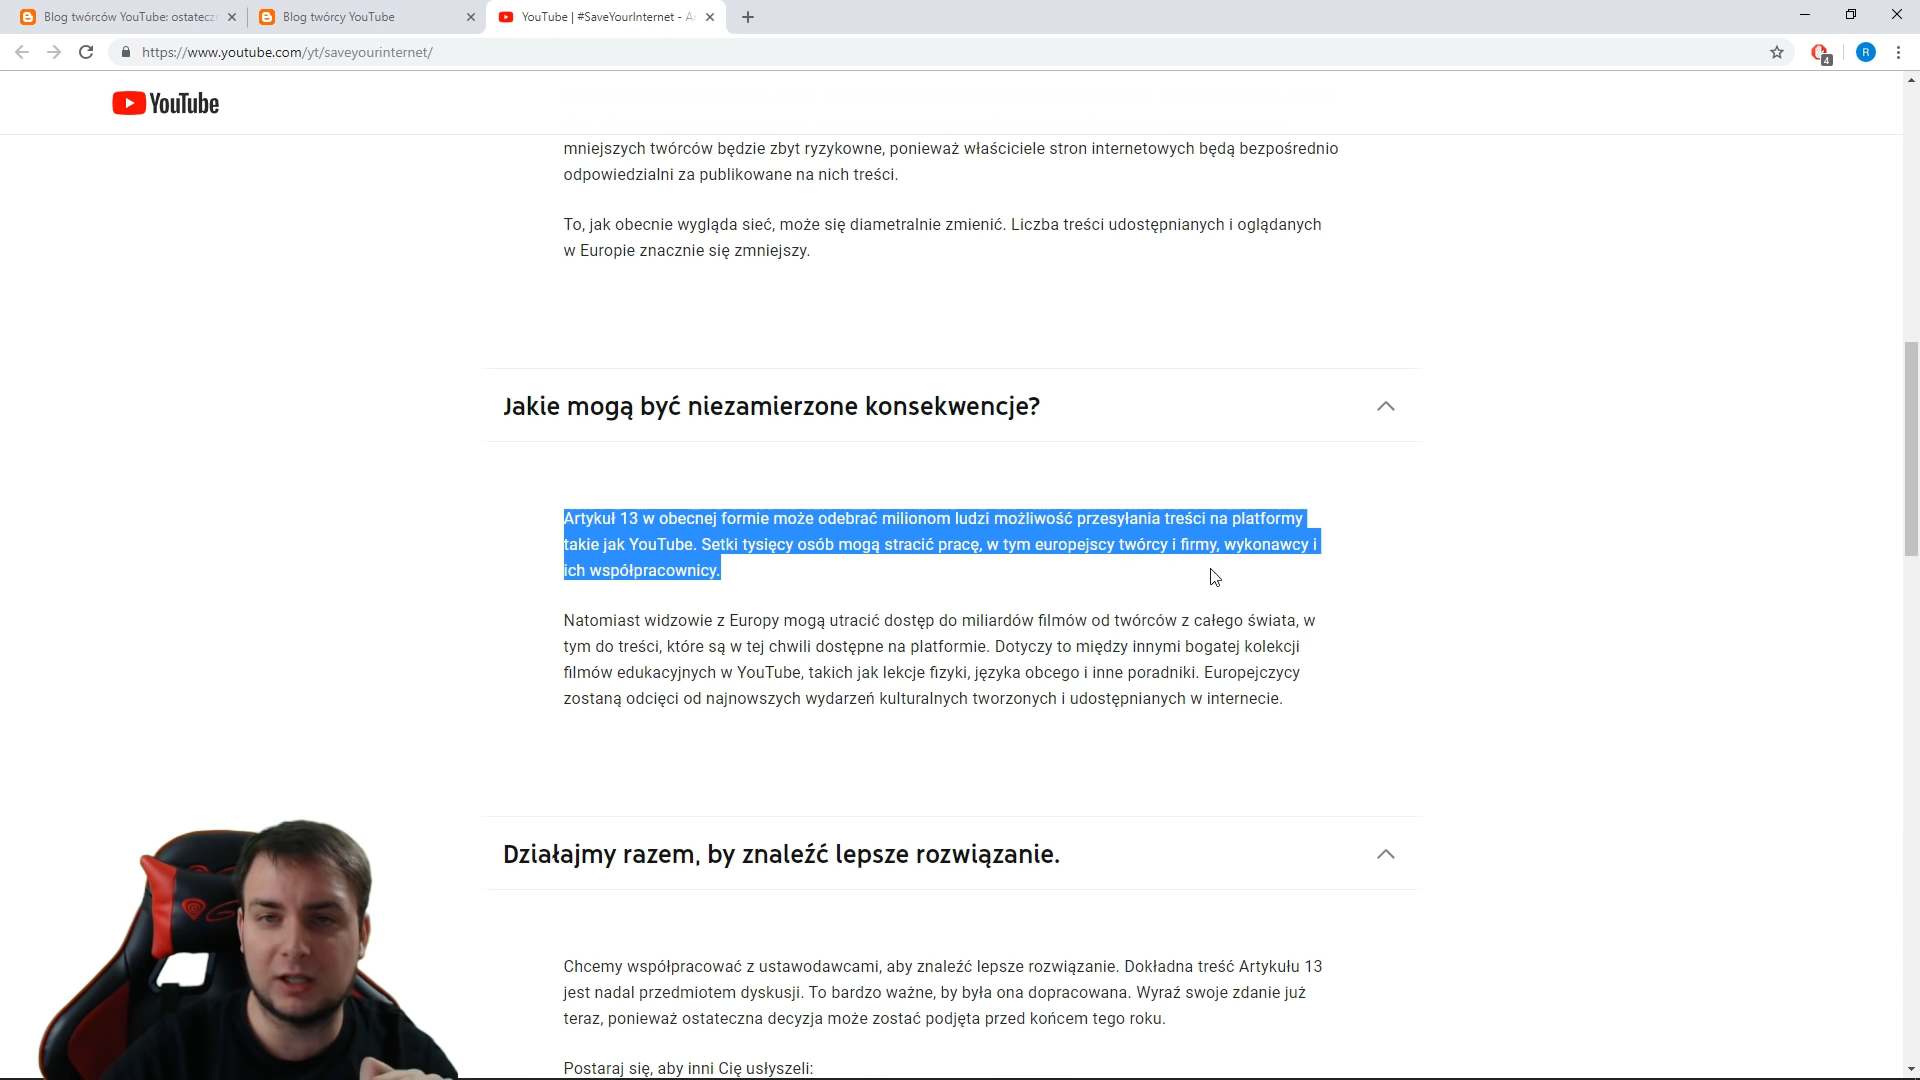 Blog twórców YouTube: ostatecz
Blog twórcy YouTube
YouTube | #SaveYourInternet - A
https://www.youtube.com/yt/saveyourinternet/
4
R
YouTube
mniejszych twórców będzie zbyt ryzykowne, ponieważ właściciele stron internetowych będą bezpośrednio
odpowiedzialni za publikowane na nich treści.
To, jak obecnie wygląda sieć, może się diametralnie zmienić. Liczba treści udostępnianych i oglądanych
w Europie znacznie się zmniejszy.
Jakie mogą być niezamierzone konsekwencje?
Artykuł 13 w obecnej formie może odebrać milionom ludzi możliwość przesyłania treści na platformy
takie jak YouTube. Setki tysięcy osób mogą stracić pracę, w tym europejscy twórcy i firmy, wykonawcy i
ich współpracownicy.
Natomiast widzowie z Europy mogą utracić dostęp do miliardów filmów od twórców z całego świata, w
tym do treści, które są w tej chwili dostępne na platformie. Dotyczy to między innymi bogatej kolekcji
filmów edukacyjnych w YouTube, takich jak lekcje fizyki, języka obcego i inne poradniki. Europejczycy
zostaną odcięci od najnowszych wydarzeń kulturalnych tworzonych i udostępnianych w internecie.
Działajmy razem, by znaleźć lepsze rozwiązanie.
Chcemy współpracować z ustawodawcami, aby znaleźć lepsze rozwiązanie. Dokładna treść Artykułu 13
jest nadal przedmiotem dyskusji. To bardzo ważne, by była ona dopracowana. Wyraź swoje zdanie już
teraz, ponieważ ostateczna decyzja może zostać podjęta przed końcem tego roku.
Postaraj się, aby inni Cię usłyszeli: